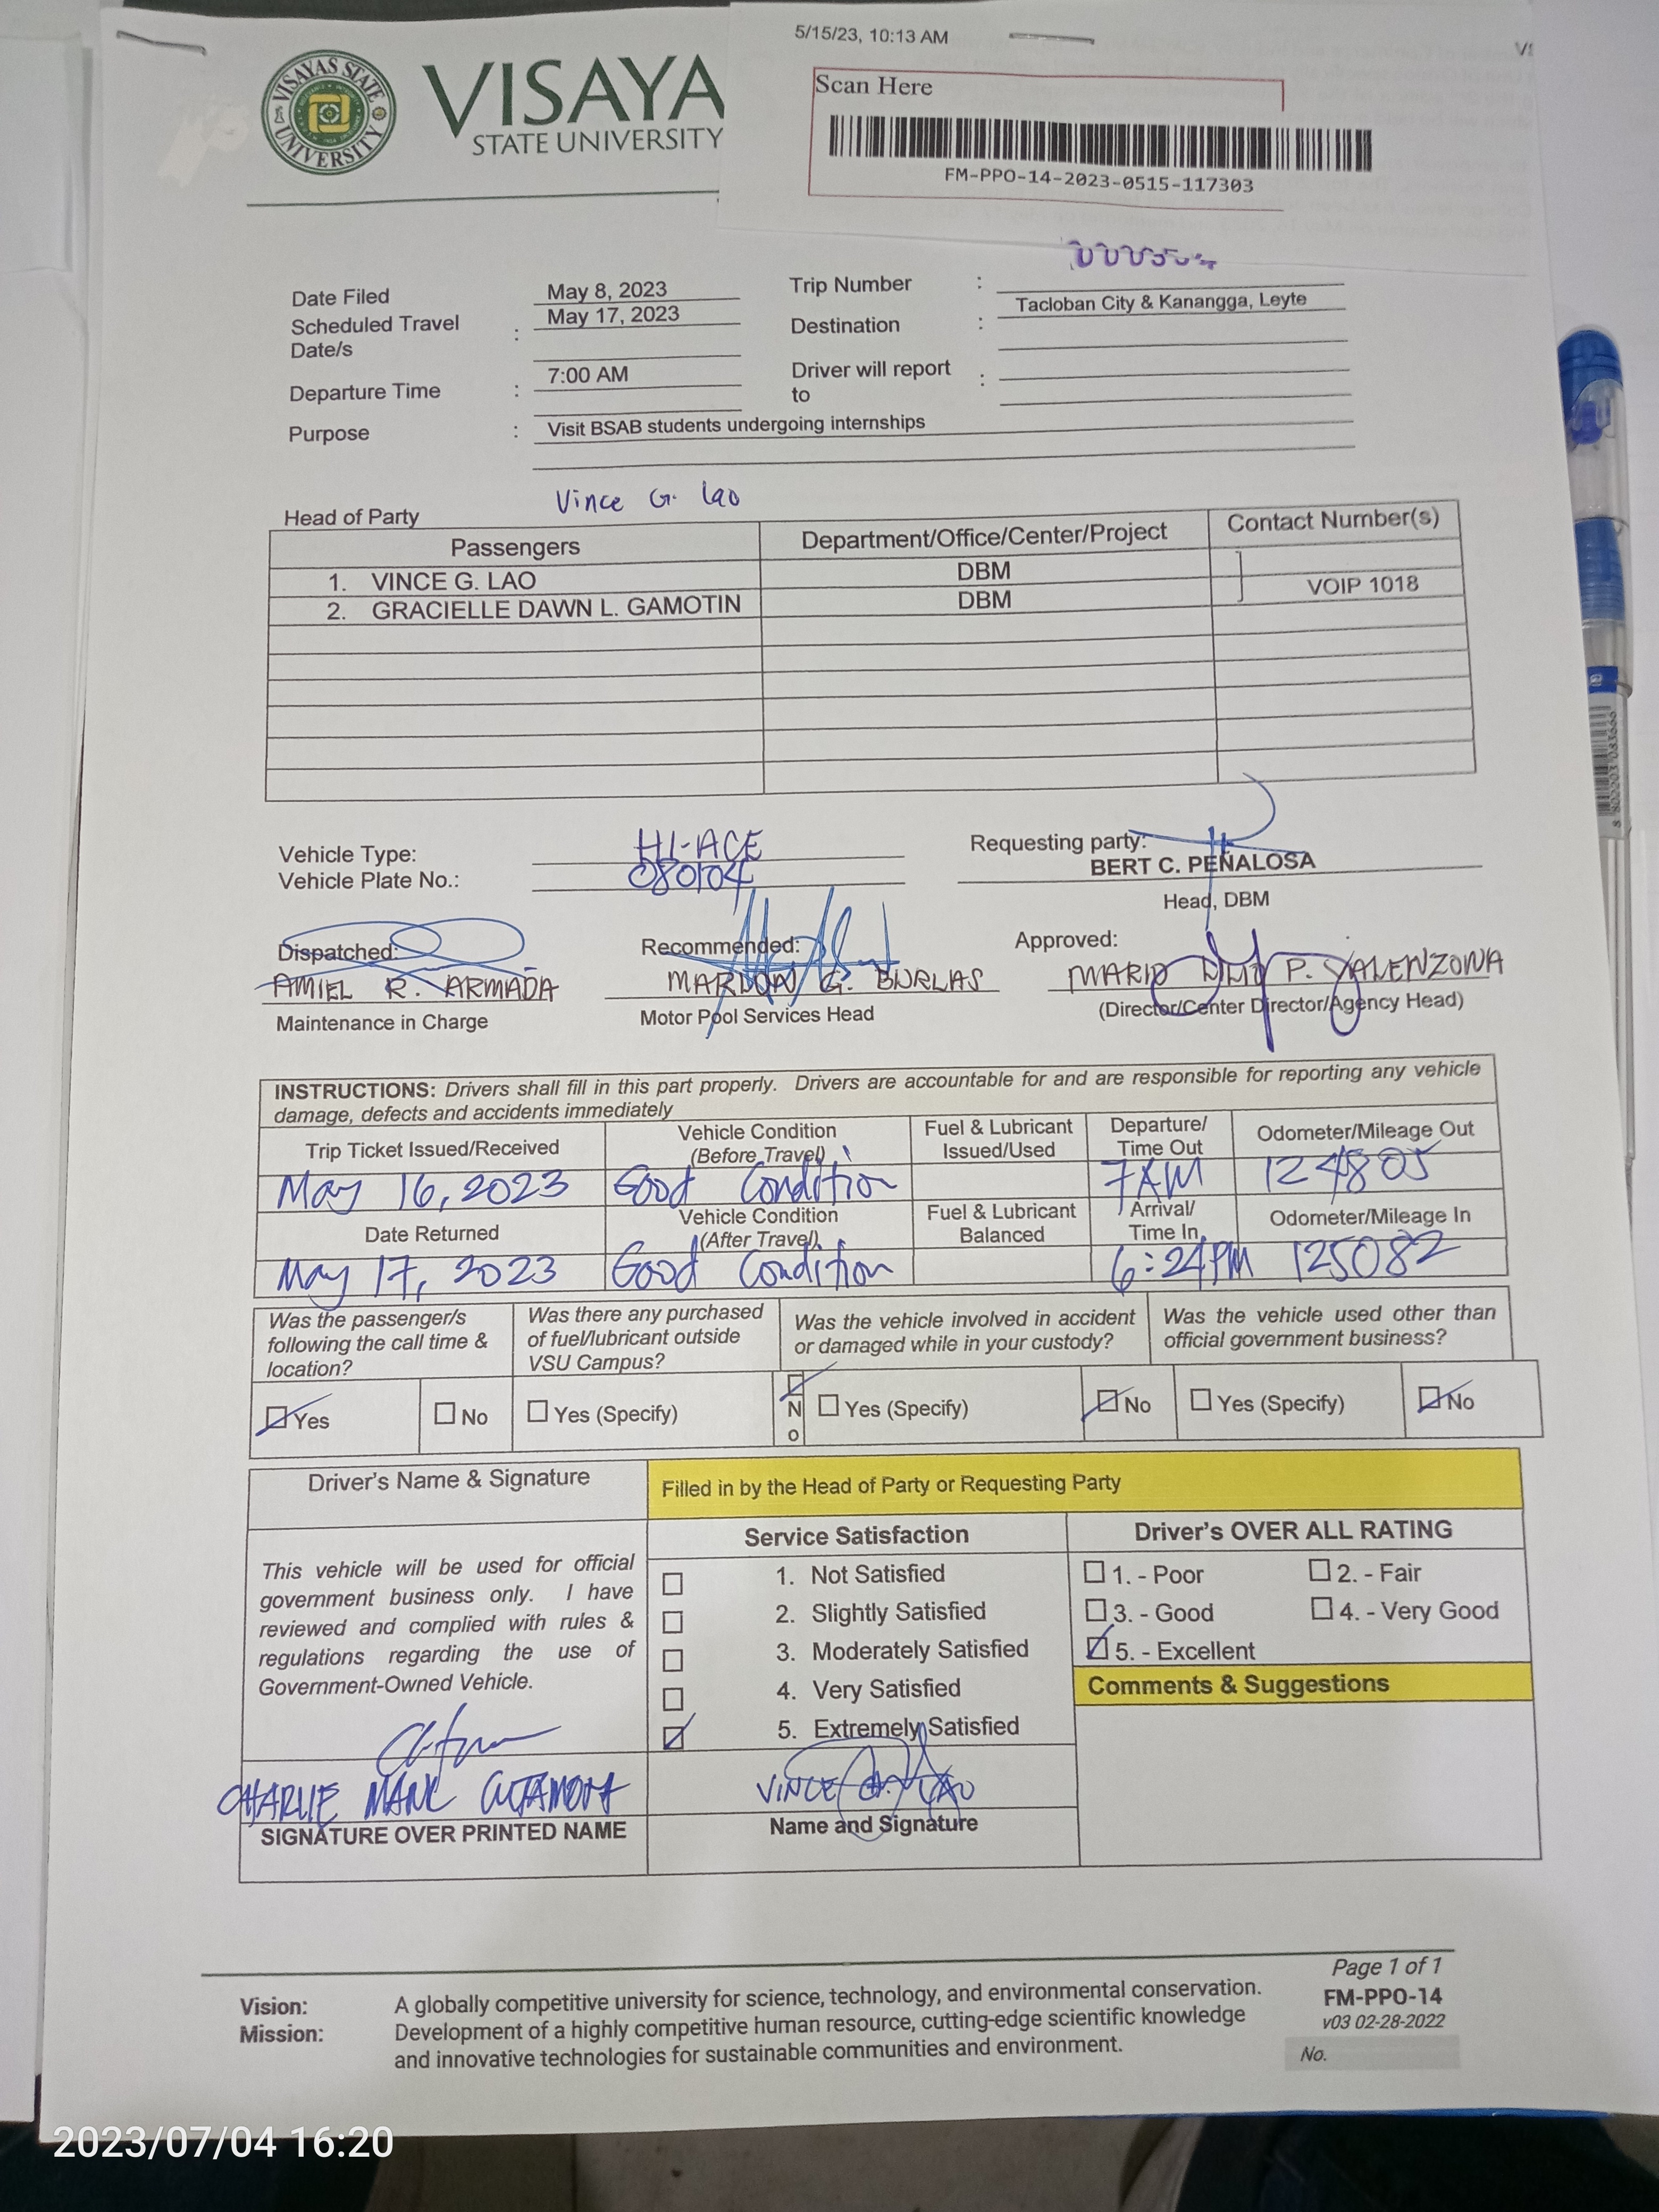 5/15/23, 10:13 AM
VISAYAS STATE UNIVERSITY
VISAYA
STATE UNIVERSITY
Scan Here
FM-PPO-14-2023-0515-117303
Date Filed May 8, 2023 Trip Number :
Scheduled Travel Date/s : May 17, 2023 Destination : Tacloban City & Kanangga, Leyte
Departure Time : 7:00 AM Driver will report to :
Purpose : Visit BSAB students undergoing internships
Head of Party Vince G. Lao
Passengers Department/Office/Center/Project Contact Number(s)
1. VINCE G. LAO DBM
2. GRACIELLE DAWN L. GAMOTIN DBM VOIP 1018
Vehicle Type: HI-ACE Requesting party:
Vehicle Plate No.: 080104 BERT C. PEÑALOSA
Head, DBM
Dispatched: Recommended: Approved:
AMIEL R. ARMADA MARLON G. BURLAS MARIO P. VALENZONA
Maintenance in Charge Motor Pool Services Head (Director/Center Director/Agency Head)
INSTRUCTIONS: Drivers shall fill in this part properly. Drivers are accountable for and are responsible for reporting any vehicle
damage, defects and accidents immediately
Trip Ticket Issued/Received Vehicle Condition (Before Travel) Fuel & Lubricant Issued/Used Departure/ Time Out Odometer/Mileage Out
May 16, 2023 Good Condition 7AM 124805
Date Returned Vehicle Condition (After Travel) Fuel & Lubricant Balanced Arrival/ Time In Odometer/Mileage In
May 17, 2023 Good Condition 6:24PM 125082
Was the passenger/s following the call time & location? Was there any purchased of fuel/lubricant outside VSU Campus? Was the vehicle involved in accident or damaged while in your custody? Was the vehicle used other than official government business?
Yes No Yes (Specify) No Yes (Specify) No Yes (Specify) No
Driver's Name & Signature Filled in by the Head of Party or Requesting Party
Service Satisfaction Driver's OVER ALL RATING
This vehicle will be used for official
government business only. I have
reviewed and complied with rules &
regulations regarding the use of
Government-Owned Vehicle.
1. Not Satisfied
2. Slightly Satisfied
3. Moderately Satisfied
4. Very Satisfied
5. Extremely Satisfied
1. - Poor 2. - Fair
3. - Good 4. - Very Good
5. - Excellent
Comments & Suggestions
CHARLIE VINCE G. LAO
SIGNATURE OVER PRINTED NAME Name and Signature
Page 1 of 1
Vision: A globally competitive university for science, technology, and environmental conservation. FM-PPO-14
Mission: Development of a highly competitive human resource, cutting-edge scientific knowledge v03 02-28-2022
and innovative technologies for sustainable communities and environment. No.
2023/07/04 16:20